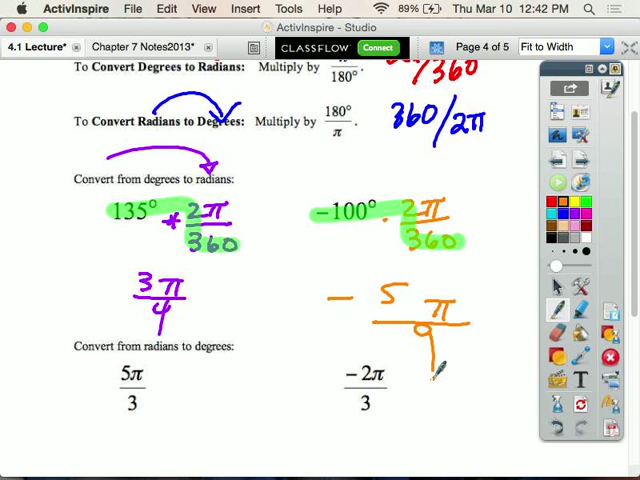 ActivInspire File Edit View Insert Tools 89% Thu Mar 10 12:42 PM
ActivInspire - Studio
4.1 Lecture* Chapter 7 Notes2013* CLASSFLOW Connect Page 4 of 5 Fit to Width
To Convert Degrees to Radians: Multiply by 180° /360
To Convert Radians to Degrees: Multiply by 180°/π 360/2π
Convert from degrees to radians:
135° * 2π/360 -100° · 2π/360
3π/4 - 5π/9
Convert from radians to degrees:
5π/3 -2π/3